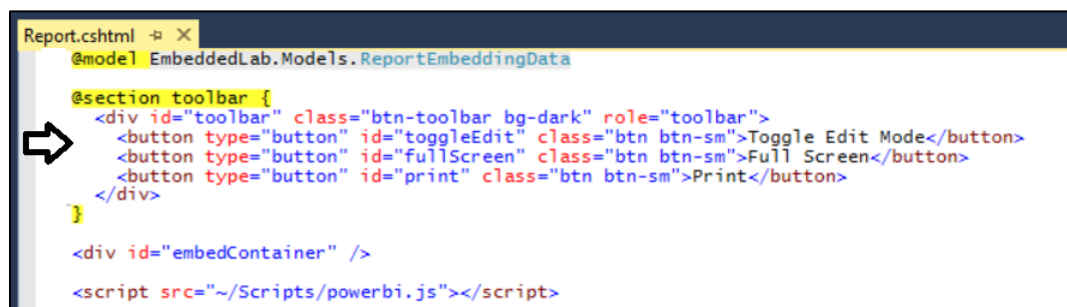 Report.cshtml
@model EmbeddedLab.Models.ReportEmbeddingData
@section toolbar {
<div id="toolbar" class="btn-toolbar bg-dark" role="toolbar">
<button type="button" id="toggleEdit" class="btn btn-sm">Toggle Edit Mode</button>
<button type="button" id="fullScreen" class="btn btn-sm">Full Screen</button>
<button type="button" id="print" class="btn btn-sm">Print</button>
</div>
}
<div id="embedContainer" />
<script src="~/Scripts/powerbi.js"></script>